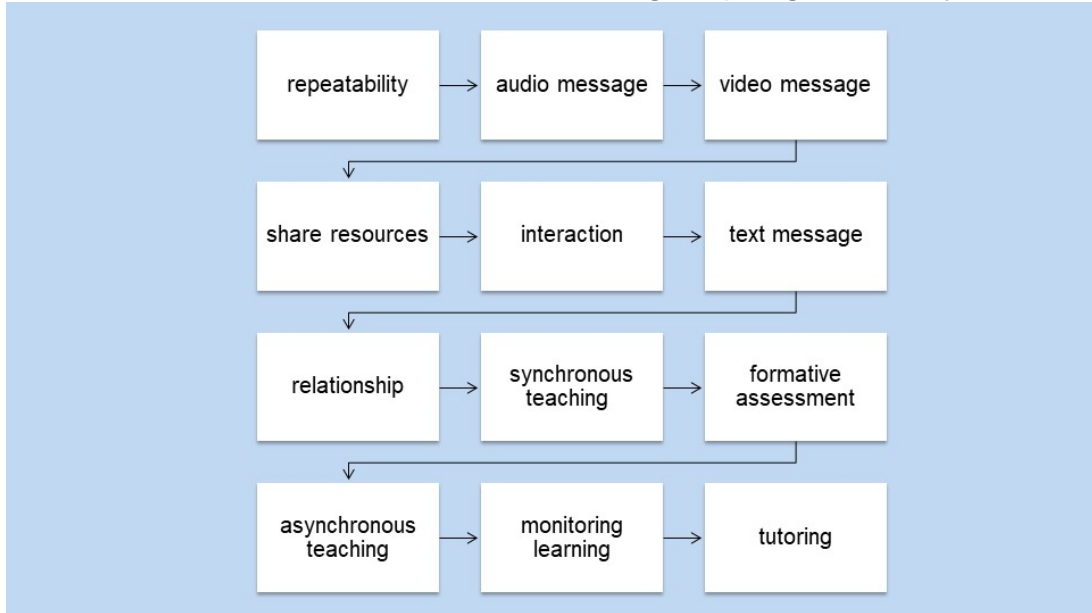 repeatability
audio message
video message
share resources
interaction
text message
relationship
synchronous
teaching
formative
assessment
asynchronous
teaching
monitoring
learning
tutoring